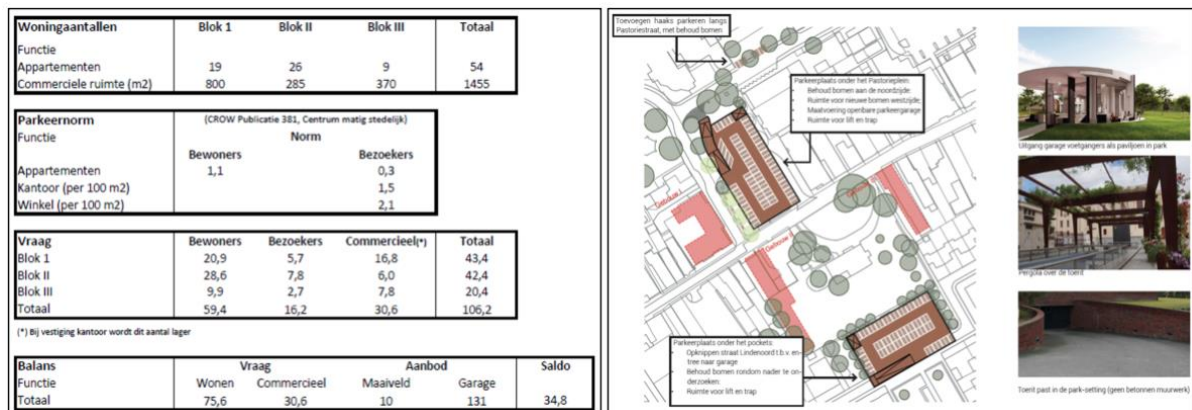 Woningaantallen Blok 1 Blok II Blok III Totaal
Functie
Appartementen 19 26 9 54
Commerciele ruimte (m2) 800 285 370 1455
Parkeernorm (CROW Publicatie 381, Centrum matig stedelijk)
Functie Norm
Bewoners Bezoekers
Appartementen 1,1 0,3
Kantoor (per 100 m2) 1,5
Winkel (per 100 m2) 2,1
Vraag Bewoners Bezoekers Commercieel(*) Totaal
Blok 1 20,9 5,7 16,8 43,4
Blok II 28,6 7,8 6,0 42,4
Blok III 9,9 2,7 7,8 20,4
Totaal 59,4 16,2 30,6 106,2
(*) Bij vestiging kantoor wordt dit aantal lager
Balans Vraag Aanbod Saldo
Functie Wonen Commercieel Maaiveld Garage
Totaal 75,6 30,6 10 131 34,8
Toevoegen haaks parkeren langs
Pastoriestraat, met behoud bomen
Parkeerplaats onder het Pastorieplein:
• Behoud bomen aan de noordzijde;
• Ruimte voor nieuwe bomen westzijde;
• Maatvoering openbare parkeergarage
• Ruimte voor lift en trap
Gebouw I
Gebouw II
Parkeerplaats onder het pockets:
• Opknippen straat Lindenoord t.b.v. en-
tree naar garage
• Behoud bomen rondom nader te on-
derzoeken.
• Ruimte voor lift en trap
Uitgang garage voetgangers als paviljoen in park
Pergola over de toerit
Toerit past in de park-setting (geen betonnen muurwerk)